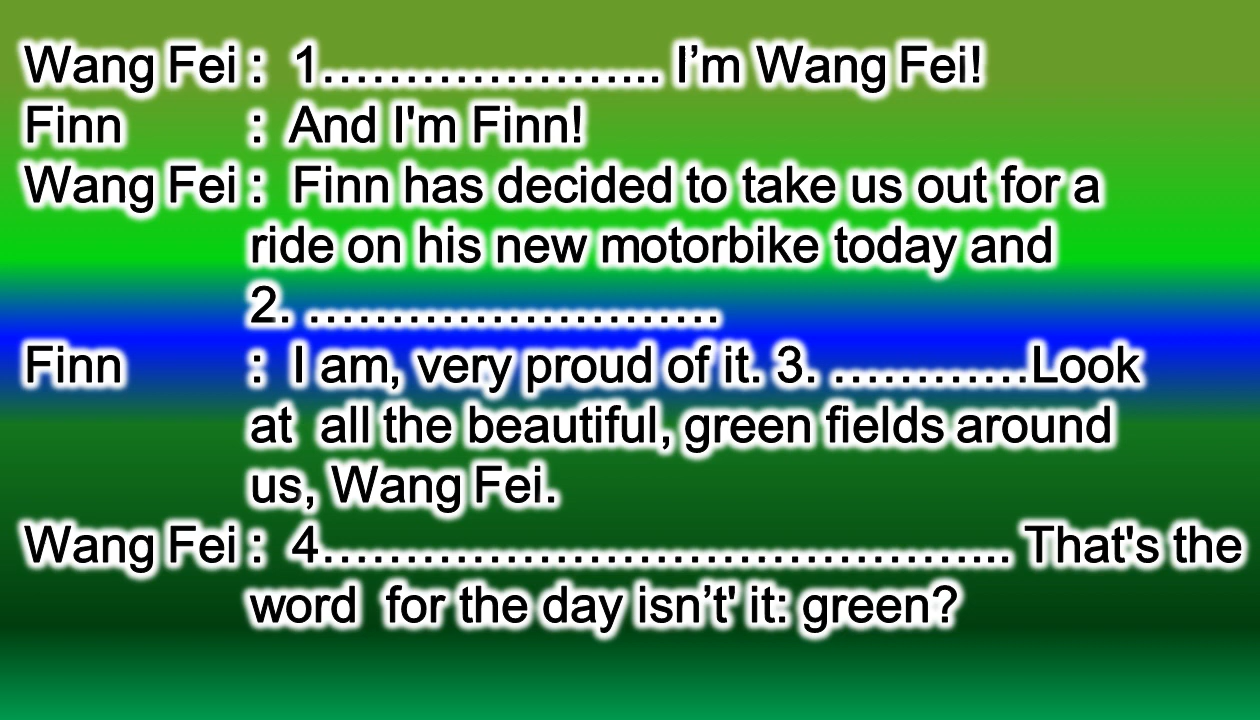 Wang Fei : 1…………………... I’m Wang Fei!
Finn : And I'm Finn!
Wang Fei : Finn has decided to take us out for a
ride on his new motorbike today and
2. …………………….
Finn : I am, very proud of it. 3. …………Look
at all the beautiful, green fields around
us, Wang Fei.
Wang Fei : 4…………………………………….. That's the
word for the day isn’t' it: green?